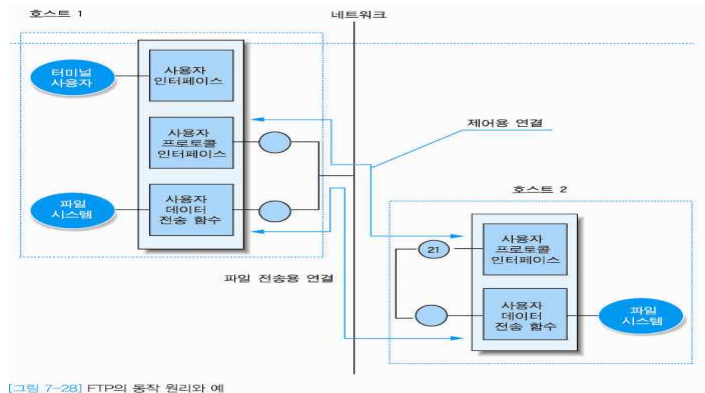 호스트 1
네트워크
터미널
사용자
사용자
인터페이스
사용자
프로토콜
인터페이스
제어용 연결
파일
시스템
사용자
데이터
전송 함수
호스트 2
21
사용자
프로토콜
인터페이스
파일 전송용 연결
사용자
데이터
전송 함수
파일
시스템
[그림 7-28] FTP의 동작 원리와 예